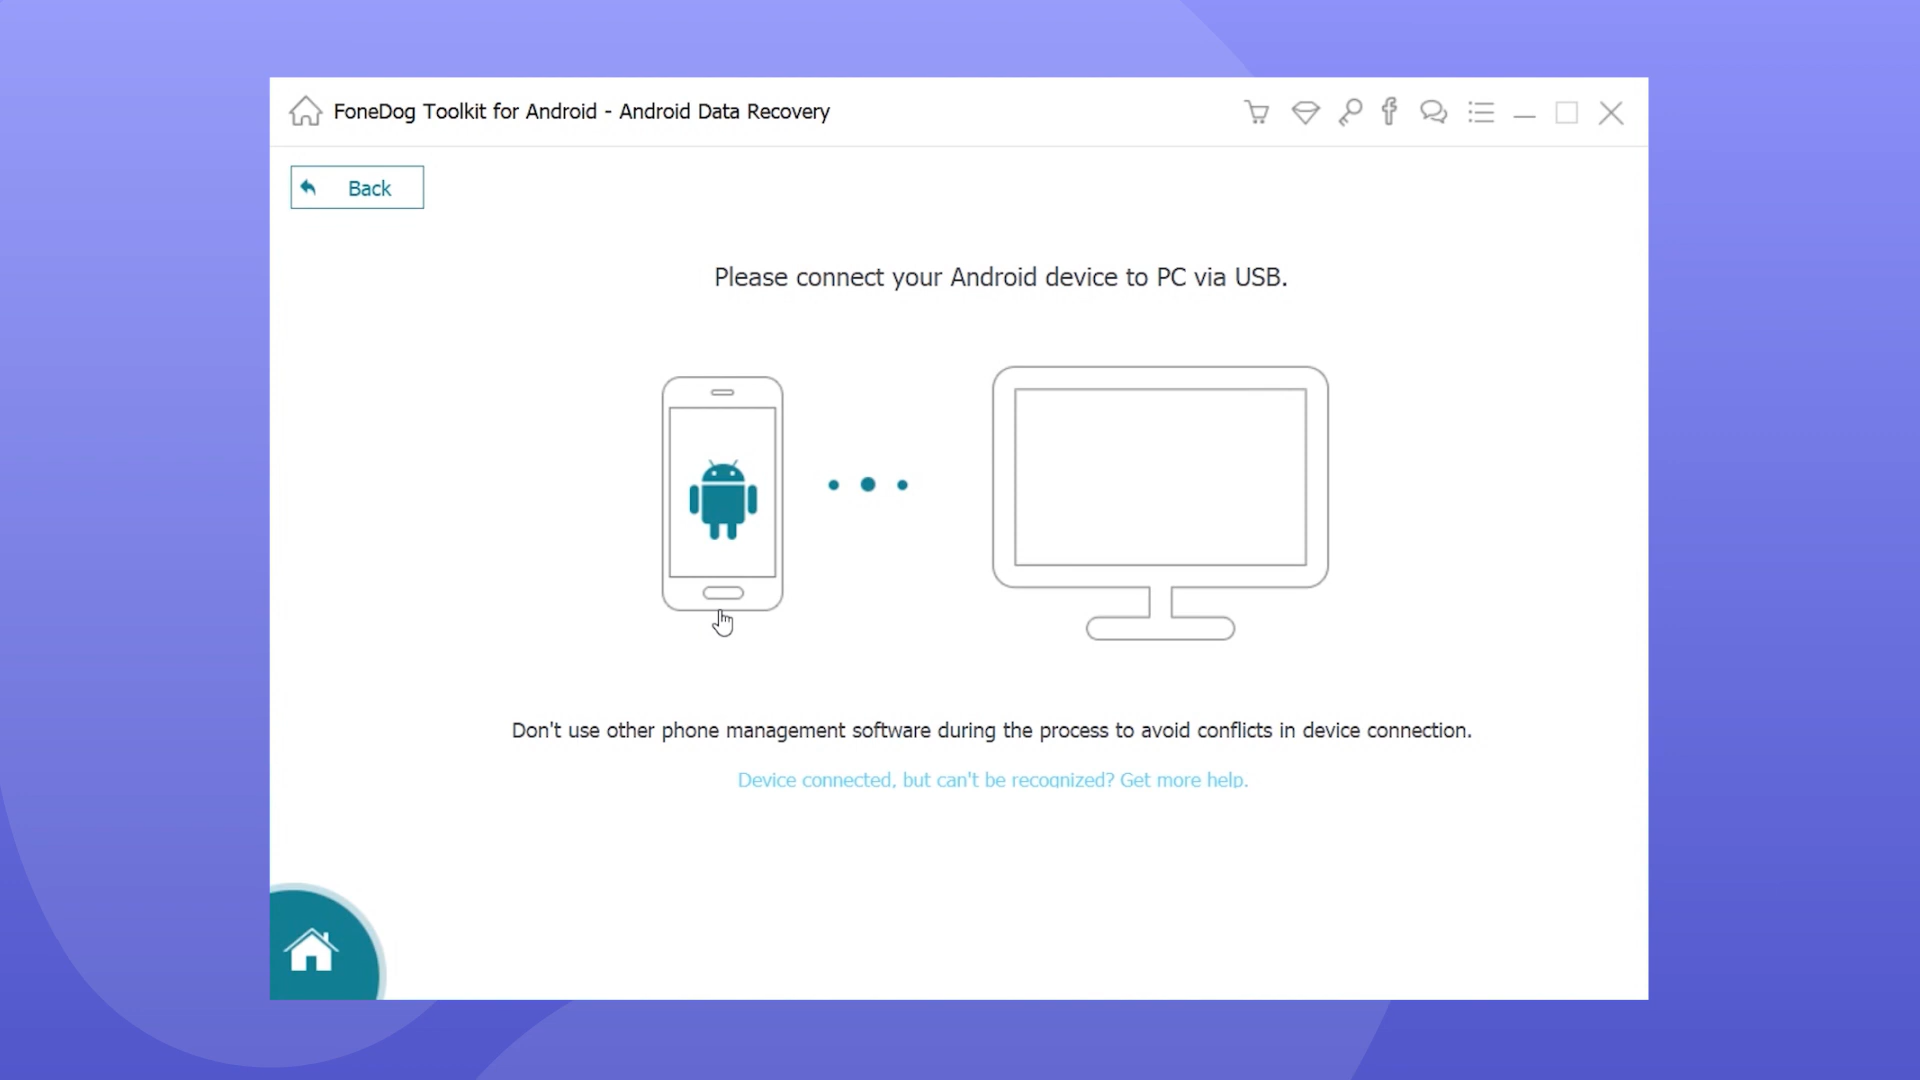 FoneDog Toolkit for Android - Android Data Recovery
Back
Please connect your Android device to PC via USB.
Don't use other phone management software during the process to avoid conflicts in device connection.
Device connected, but can't be recognized? Get more help.